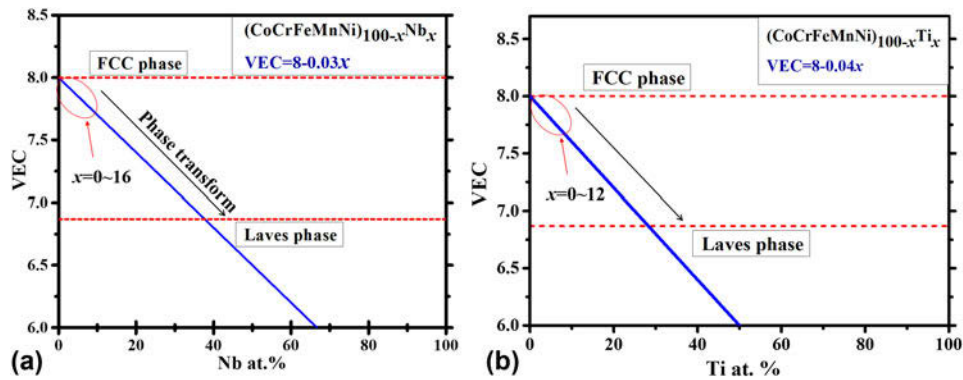 (CoCrFeMnNi)100-xNbx
VEC=8-0.03x
FCC phase
Phase transform
x=0~16
Laves phase
VEC
8.0
7.5
7.0
6.5
6.0
0 20 40 60 80 100
Nb at.%
(a)
(CoCrFeMnNi)100-xTix
VEC=8-0.04x
FCC phase
x=0~12
Laves phase
VEC
8.5
8.0
7.5
7.0
6.5
6.0
0 20 40 60 80 100
Ti at. %
(b)